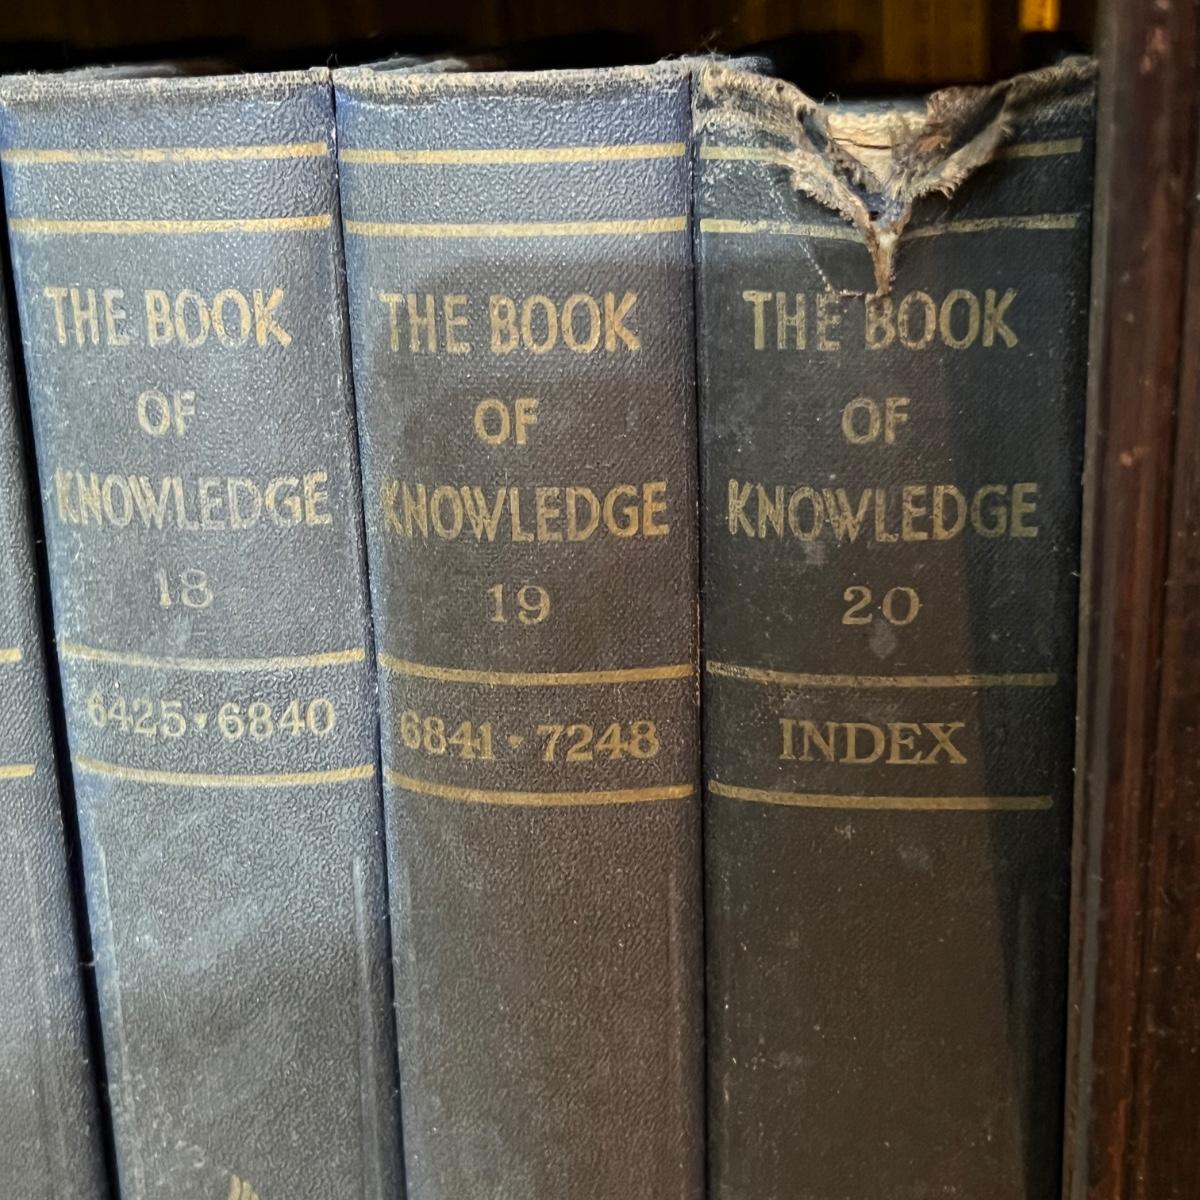 THE BOOK
OF
KNOWLEDGE
18
6425·6840
THE BOOK
OF
KNOWLEDGE
19
6841·7248
THE BOOK
OF
KNOWLEDGE
20
INDEX